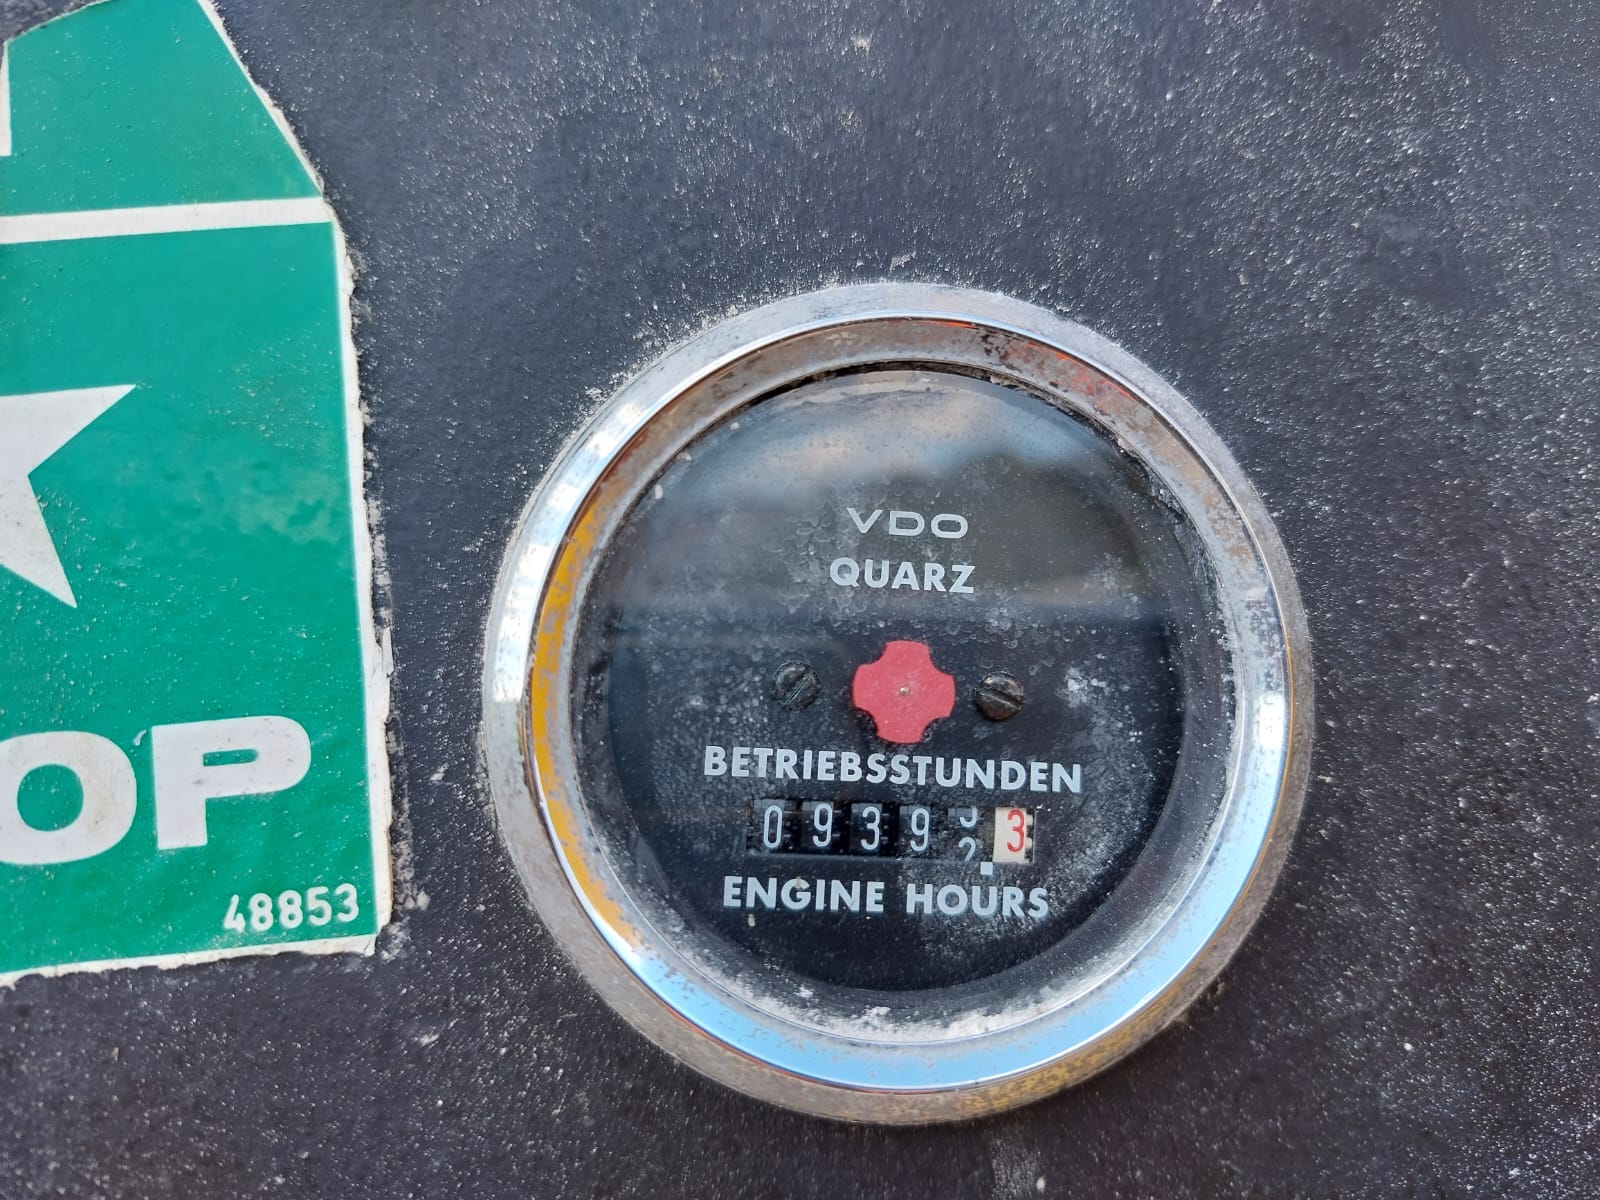 OP
48853
VDO
QUARZ
BETRIEBSSTUNDEN
0939 3
ENGINE HOURS